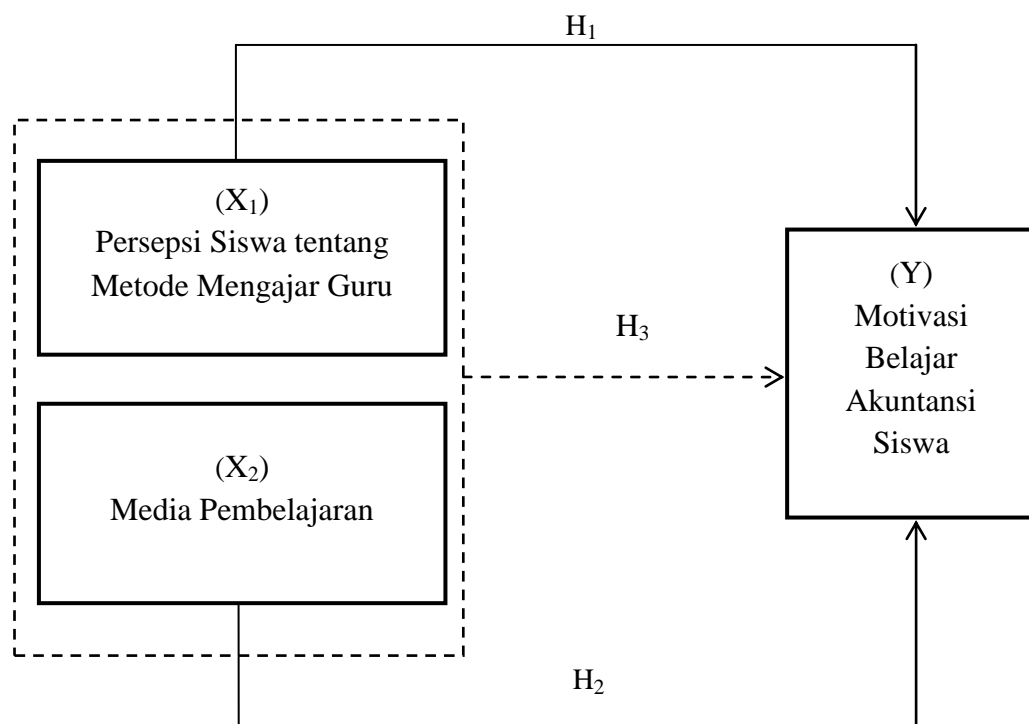 H₁
(X₁)
Persepsi Siswa tentang
Metode Mengajar Guru
(Y)
Motivasi
Belajar
Akuntansi
Siswa
H₃
(X₂)
Media Pembelajaran
H₂